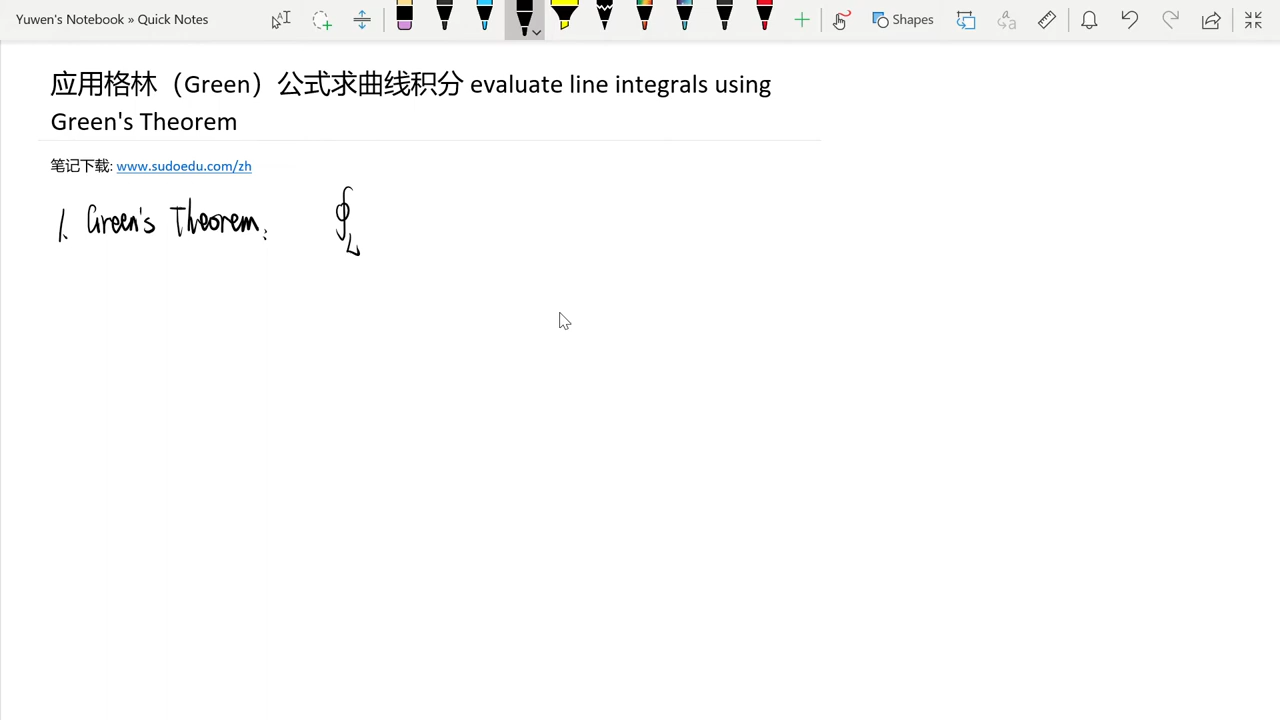 Yuwen's Notebook » Quick Notes
Shapes
应用格林（Green）公式求曲线积分 evaluate line integrals using
Green's Theorem
笔记下载: www.sudoedu.com/zh
1. Green's Theorem: ∮_L